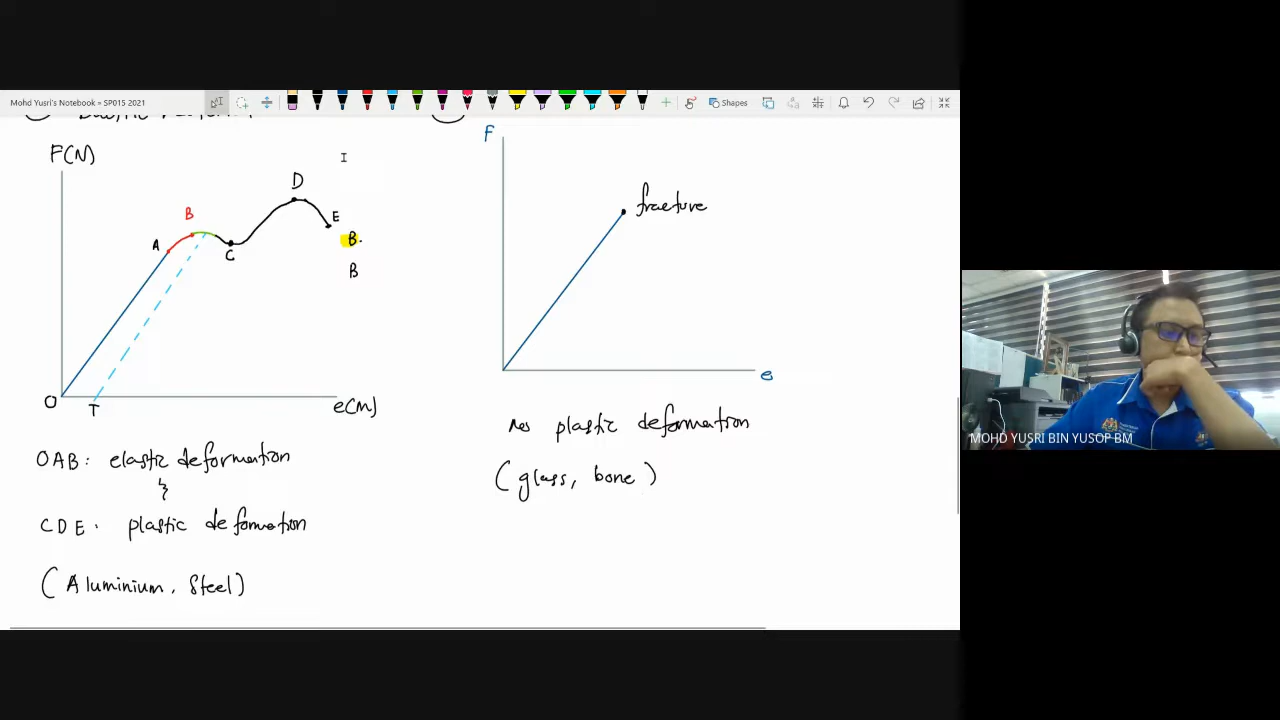 Mohd Yusri's Notebook » SP015 2021
Shapes
F(N)
D
B
E
A
B.
C
B
O
T
e(m)
OAB: elastic deformation
CDE: plastic deformation
(Aluminium, Steel)
F
fracture
e
no plastic deformation
(glass, bone)
MOHD YUSRI BIN YUSOP BM